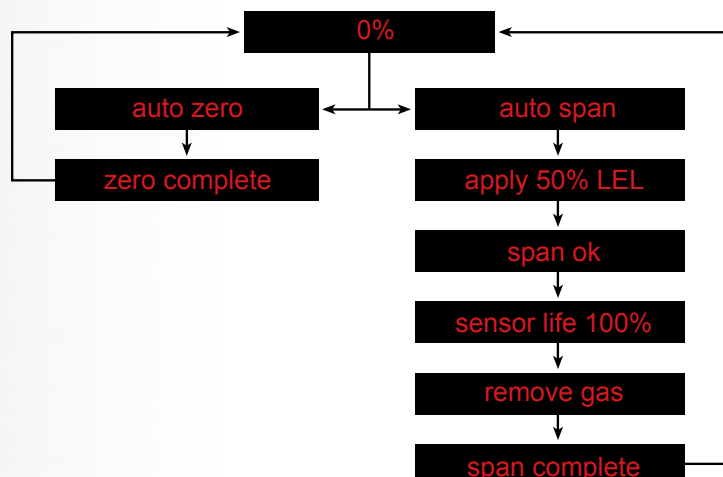 0%
auto zero
zero complete
auto span
apply 50% LEL
span ok
sensor life 100%
remove gas
span complete